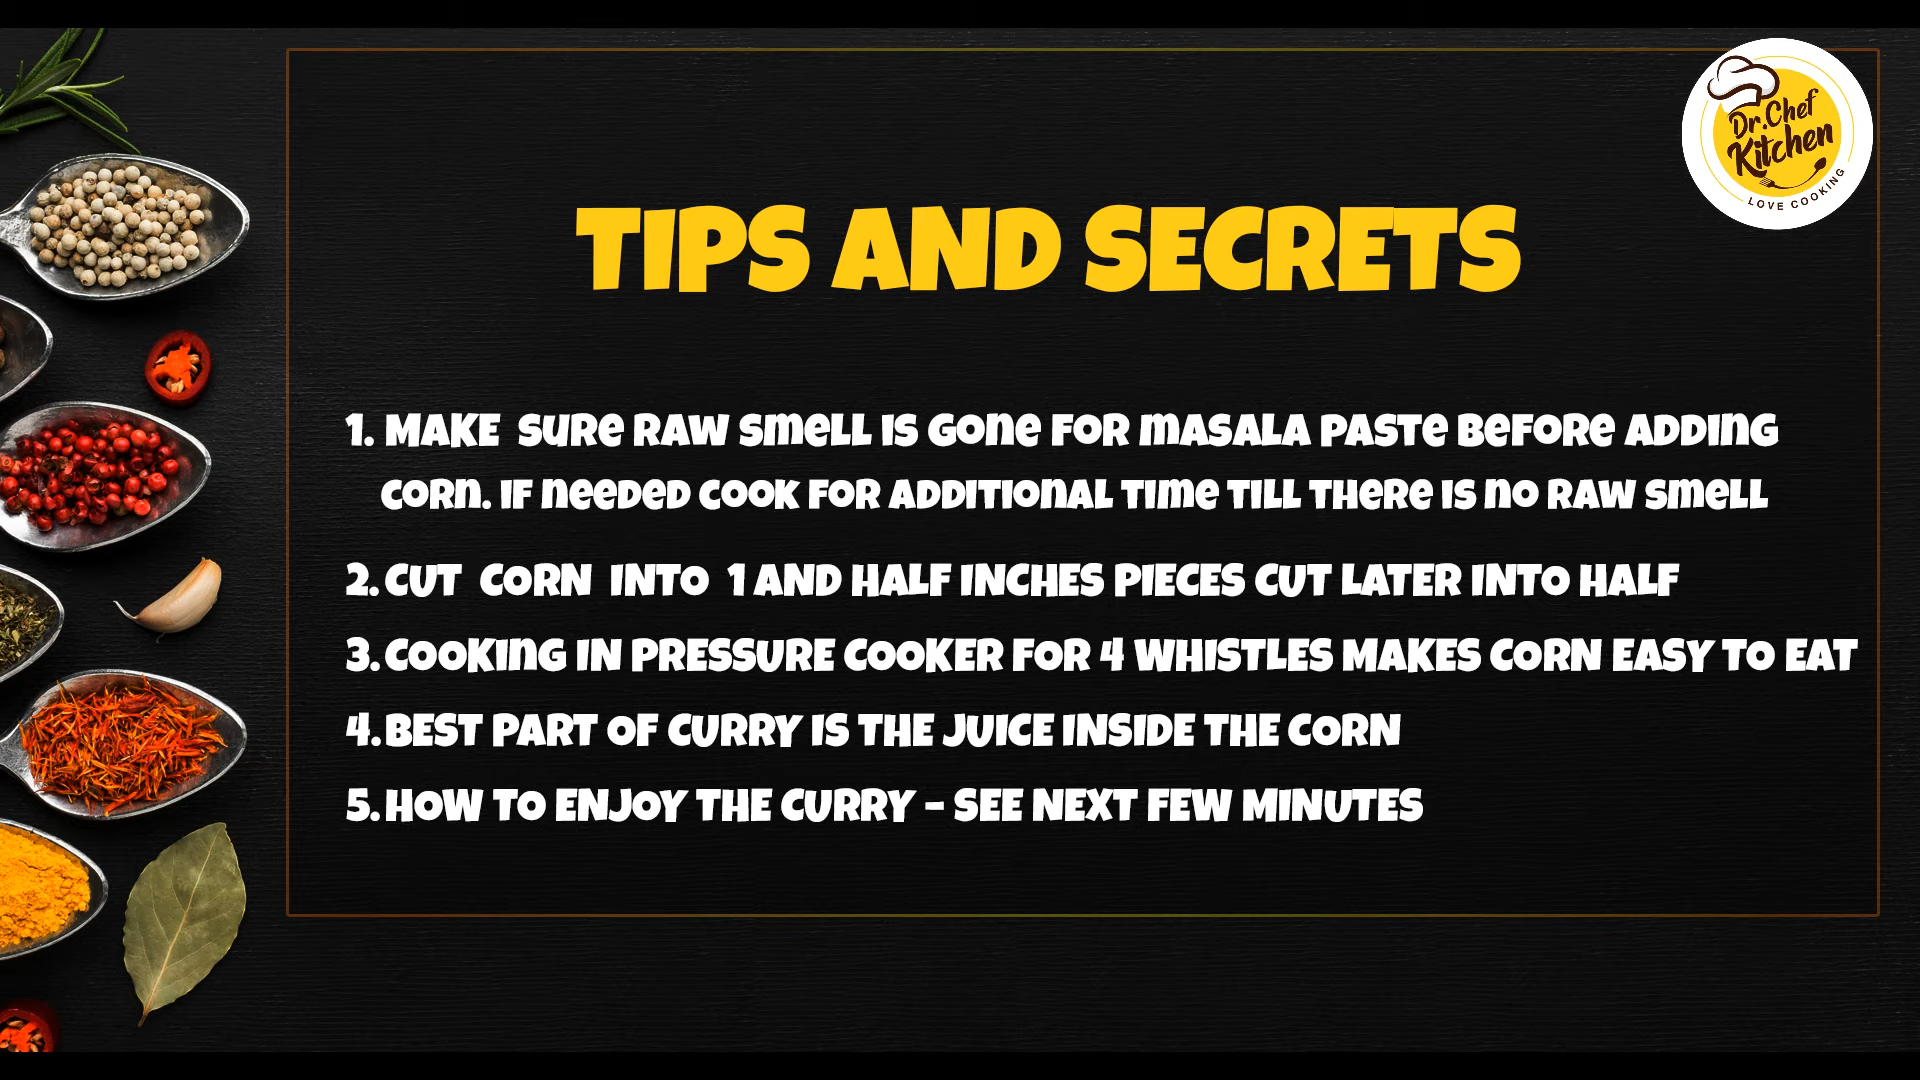 Dr. Chef
Kitchen
LOVE COOKING
TIPS AND SECRETS
1. MAKE SURE RAW SMELL IS GONE FOR MASALA PASTE BEFORE ADDING
CORN. IF NEEDED COOK FOR ADDITIONAL TIME TILL THERE IS NO RAW SMELL
2. CUT CORN INTO 1 AND HALF INCHES PIECES CUT LATER INTO HALF
3. COOKING IN PRESSURE COOKER FOR 4 WHISTLES MAKES CORN EASY TO EAT
4. BEST PART OF CURRY IS THE JUICE INSIDE THE CORN
5. HOW TO ENJOY THE CURRY – SEE NEXT FEW MINUTES